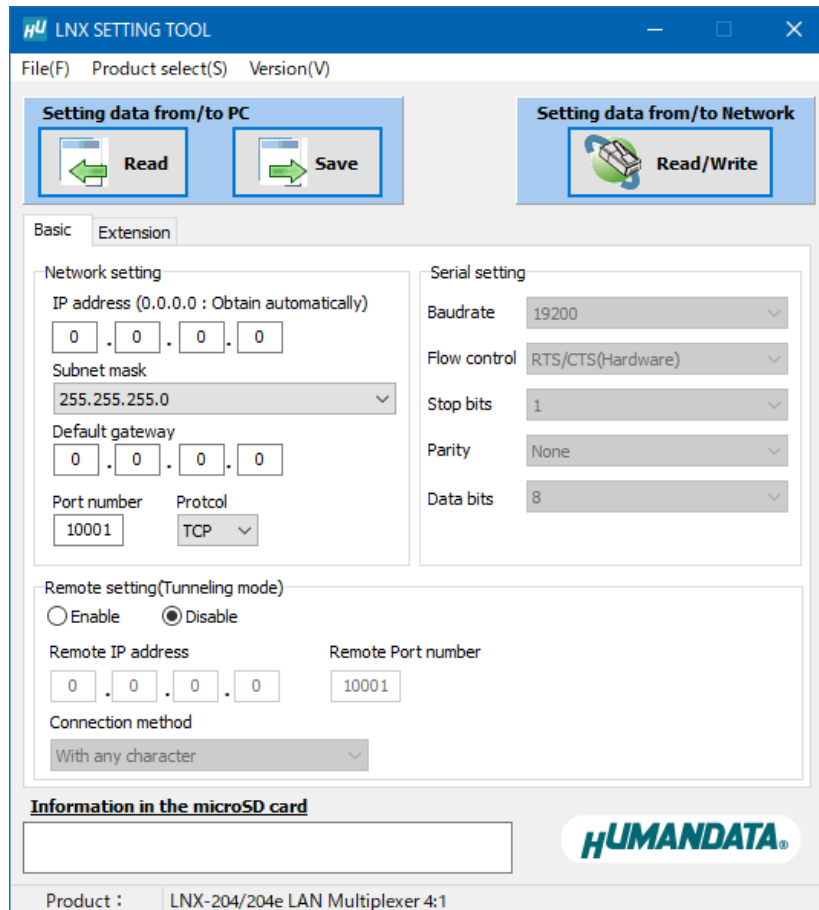 HU LNX SETTING TOOL
File(F) Product select(S) Version(V)
Setting data from/to PC
Read
Save
Setting data from/to Network
Read/Write
Basic
Extension
Network setting
IP address (0.0.0.0 : Obtain automatically)
0 . 0 . 0 . 0
Subnet mask
255.255.255.0
Default gateway
0 . 0 . 0 . 0
Port number Protcol
10001 TCP
Serial setting
Baudrate 19200
Flow control RTS/CTS(Hardware)
Stop bits 1
Parity None
Data bits 8
Remote setting(Tunneling mode)
Enable Disable
Remote IP address Remote Port number
0 . 0 . 0 . 0 10001
Connection method
With any character
Information in the microSD card
HUMANDATA®
Product : LNX-204/204e LAN Multiplexer 4:1